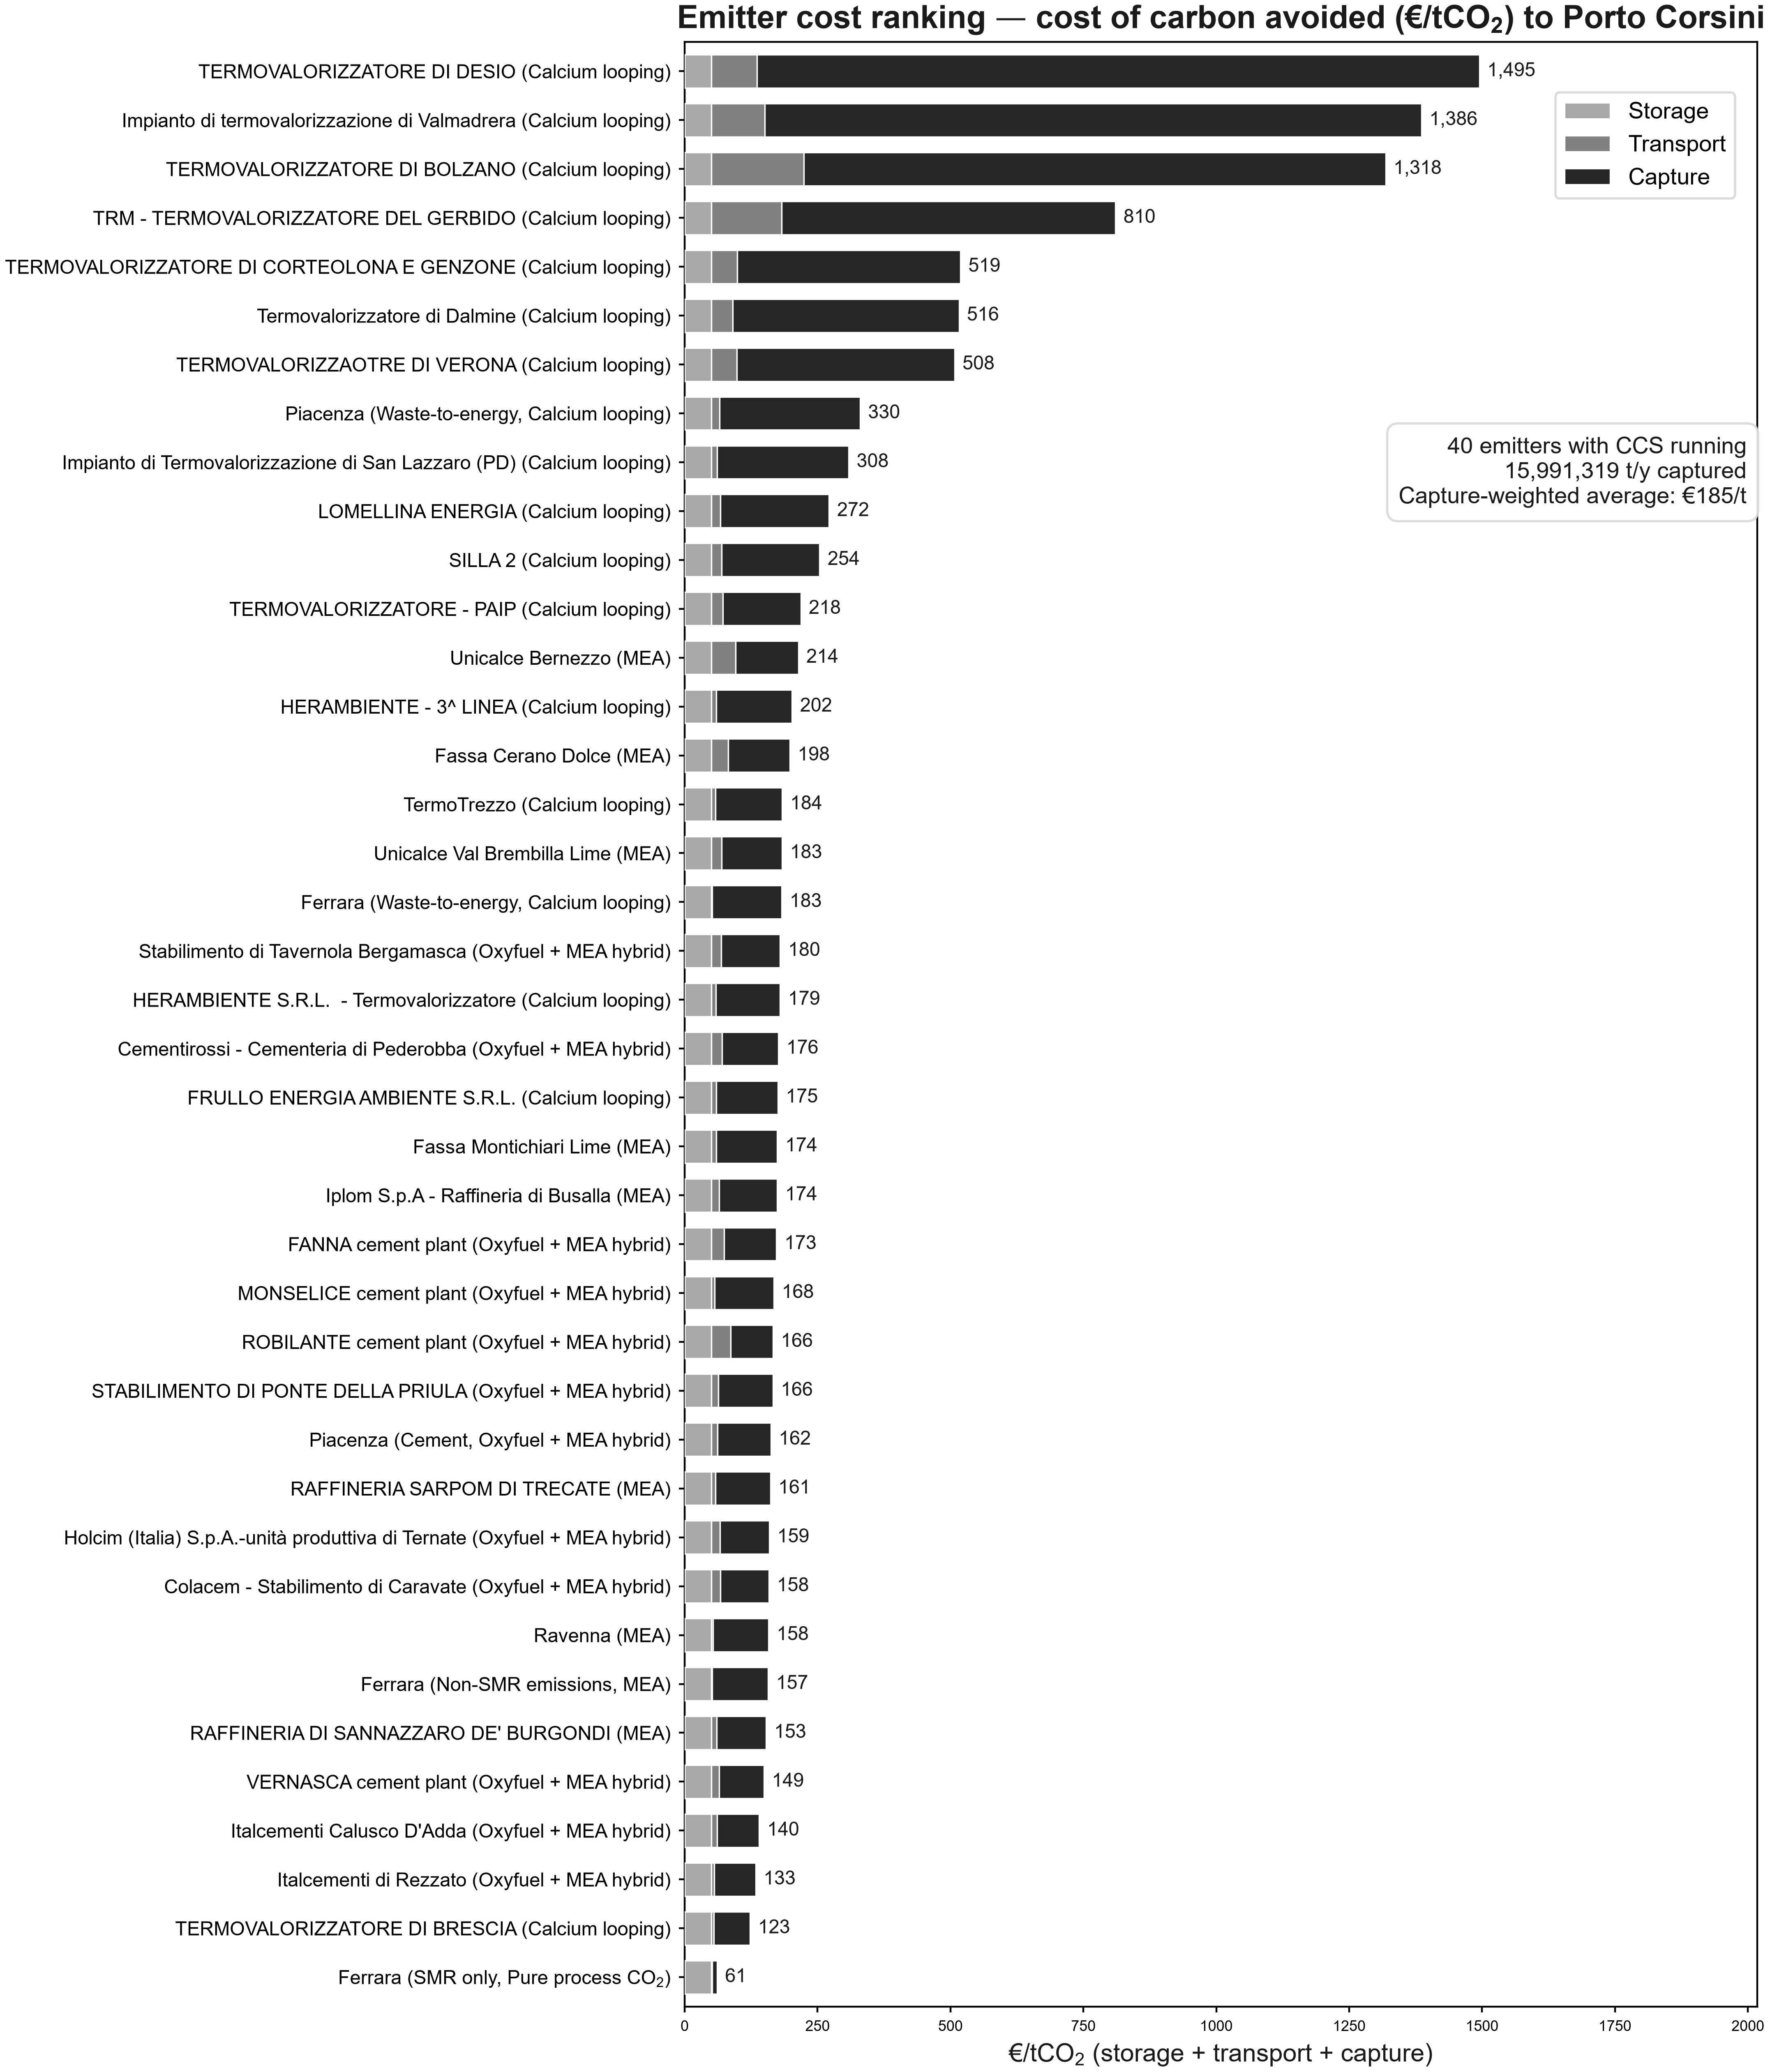 Emitter cost ranking — cost of carbon avoided (€/tCO₂) to Porto Corsini
TERMOVALORIZZATORE DI DESIO (Calcium looping) 1,495
Impianto di termovalorizzazione di Valmadrera (Calcium looping) 1,386
TERMOVALORIZZATORE DI BOLZANO (Calcium looping) 1,318
TRM - TERMOVALORIZZATORE DEL GERBIDO (Calcium looping) 810
TERMOVALORIZZATORE DI CORTEOLONA E GENZONE (Calcium looping) 519
Termovalorizzatore di Dalmine (Calcium looping) 516
TERMOVALORIZZAOTRE DI VERONA (Calcium looping) 508
Piacenza (Waste-to-energy, Calcium looping) 330
Impianto di Termovalorizzazione di San Lazzaro (PD) (Calcium looping) 308
LOMELLINA ENERGIA (Calcium looping) 272
SILLA 2 (Calcium looping) 254
TERMOVALORIZZATORE - PAIP (Calcium looping) 218
Unicalce Bernezzo (MEA) 214
HERAMBIENTE - 3^ LINEA (Calcium looping) 202
Fassa Cerano Dolce (MEA) 198
TermoTrezzo (Calcium looping) 184
Unicalce Val Brembilla Lime (MEA) 183
Ferrara (Waste-to-energy, Calcium looping) 183
Stabilimento di Tavernola Bergamasca (Oxyfuel + MEA hybrid) 180
HERAMBIENTE S.R.L.  - Termovalorizzatore (Calcium looping) 179
Cementirossi - Cementeria di Pederobba (Oxyfuel + MEA hybrid) 176
FRULLO ENERGIA AMBIENTE S.R.L. (Calcium looping) 175
Fassa Montichiari Lime (MEA) 174
Iplom S.p.A - Raffineria di Busalla (MEA) 174
FANNA cement plant (Oxyfuel + MEA hybrid) 173
MONSELICE cement plant (Oxyfuel + MEA hybrid) 168
ROBILANTE cement plant (Oxyfuel + MEA hybrid) 166
STABILIMENTO DI PONTE DELLA PRIULA (Oxyfuel + MEA hybrid) 166
Piacenza (Cement, Oxyfuel + MEA hybrid) 162
RAFFINERIA SARPOM DI TRECATE (MEA) 161
Holcim (Italia) S.p.A.-unità produttiva di Ternate (Oxyfuel + MEA hybrid) 159
Colacem - Stabilimento di Caravate (Oxyfuel + MEA hybrid) 158
Ravenna (MEA) 158
Ferrara (Non-SMR emissions, MEA) 157
RAFFINERIA DI SANNAZZARO DE' BURGONDI (MEA) 153
VERNASCA cement plant (Oxyfuel + MEA hybrid) 149
Italcementi Calusco D'Adda (Oxyfuel + MEA hybrid) 140
Italcementi di Rezzato (Oxyfuel + MEA hybrid) 133
TERMOVALORIZZATORE DI BRESCIA (Calcium looping) 123
Ferrara (SMR only, Pure process CO₂) 61
Storage
Transport
Capture
40 emitters with CCS running
15,991,319 t/y captured
Capture-weighted average: €185/t
0 250 500 750 1000 1250 1500 1750 2000
€/tCO₂ (storage + transport + capture)